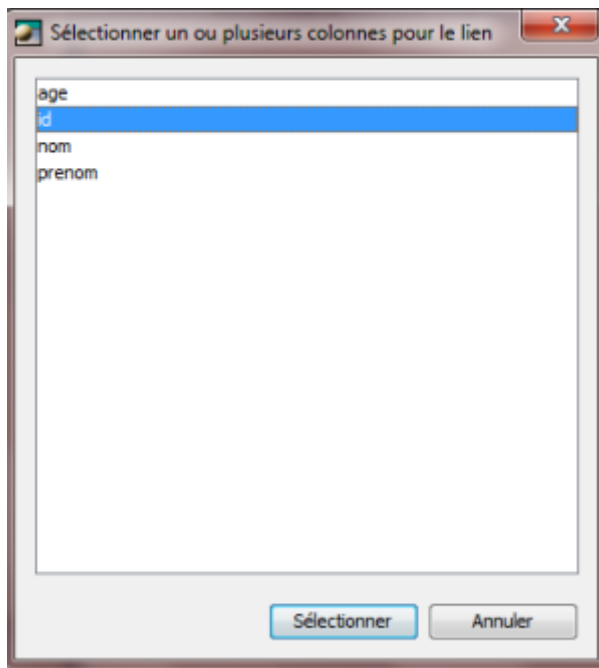 Sélectionner un ou plusieurs colonnes pour le lien
age
id
nom
prenom
Sélectionner
Annuler